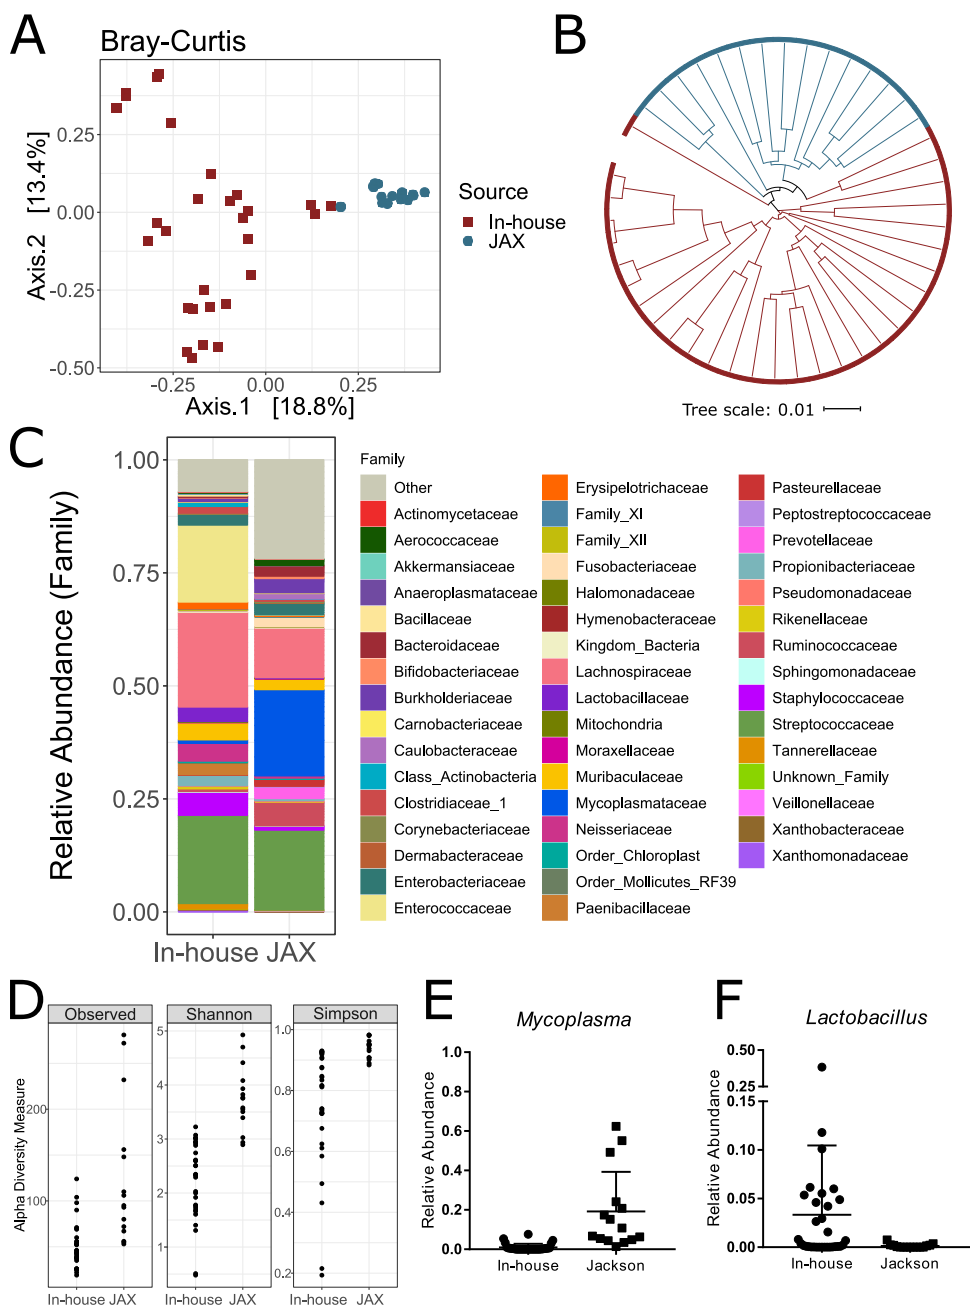 A
Bray-Curtis
Axis.2 [13.4%]
0.25
0.00
-0.25
-0.50
-0.25
0.00
0.25
Axis.1 [18.8%]
Source
In-house
JAX
B
Tree scale: 0.01
C
Relative Abundance (Family)
1.00
0.75
0.50
0.25
0.00
In-house JAX
Family
Other
Actinomycetaceae
Aerococcaceae
Akkermansiaceae
Anaeroplasmataceae
Bacillaceae
Bacteroidaceae
Bifidobacteriaceae
Burkholderiaceae
Carnobacteriaceae
Caulobacteraceae
Class_Actinobacteria
Clostridiaceae_1
Corynebacteriaceae
Dermabacteraceae
Enterobacteriaceae
Enterococcaceae
Erysipelotrichaceae
Family_XI
Family_XII
Fusobacteriaceae
Halomonadaceae
Hymenobacteraceae
Kingdom_Bacteria
Lachnospiraceae
Lactobacillaceae
Mitochondria
Moraxellaceae
Muribaculaceae
Mycoplasmataceae
Neisseriaceae
Order_Chloroplast
Order_Mollicutes_RF39
Paenibacillaceae
Pasteurellaceae
Peptostreptococcaceae
Prevotellaceae
Propionibacteriaceae
Pseudomonadaceae
Rikenellaceae
Ruminococcaceae
Sphingomonadaceae
Staphylococcaceae
Streptococcaceae
Tannerellaceae
Unknown_Family
Veillonellaceae
Xanthobacteraceae
Xanthomonadaceae
D
Alpha Diversity Measure
Observed
200
100
In-house JAX
Shannon
5
4
3
2
1
In-house JAX
Simpson
1.0
0.8
0.6
0.4
0.2
In-house JAX
E
Mycoplasma
Relative Abundance
1.0
0.8
0.6
0.4
0.2
0.0
In-house
Jackson
F
Lactobacillus
Relative Abundance
0.50
0.25
0.15
0.10
0.05
0.00
In-house
Jackson